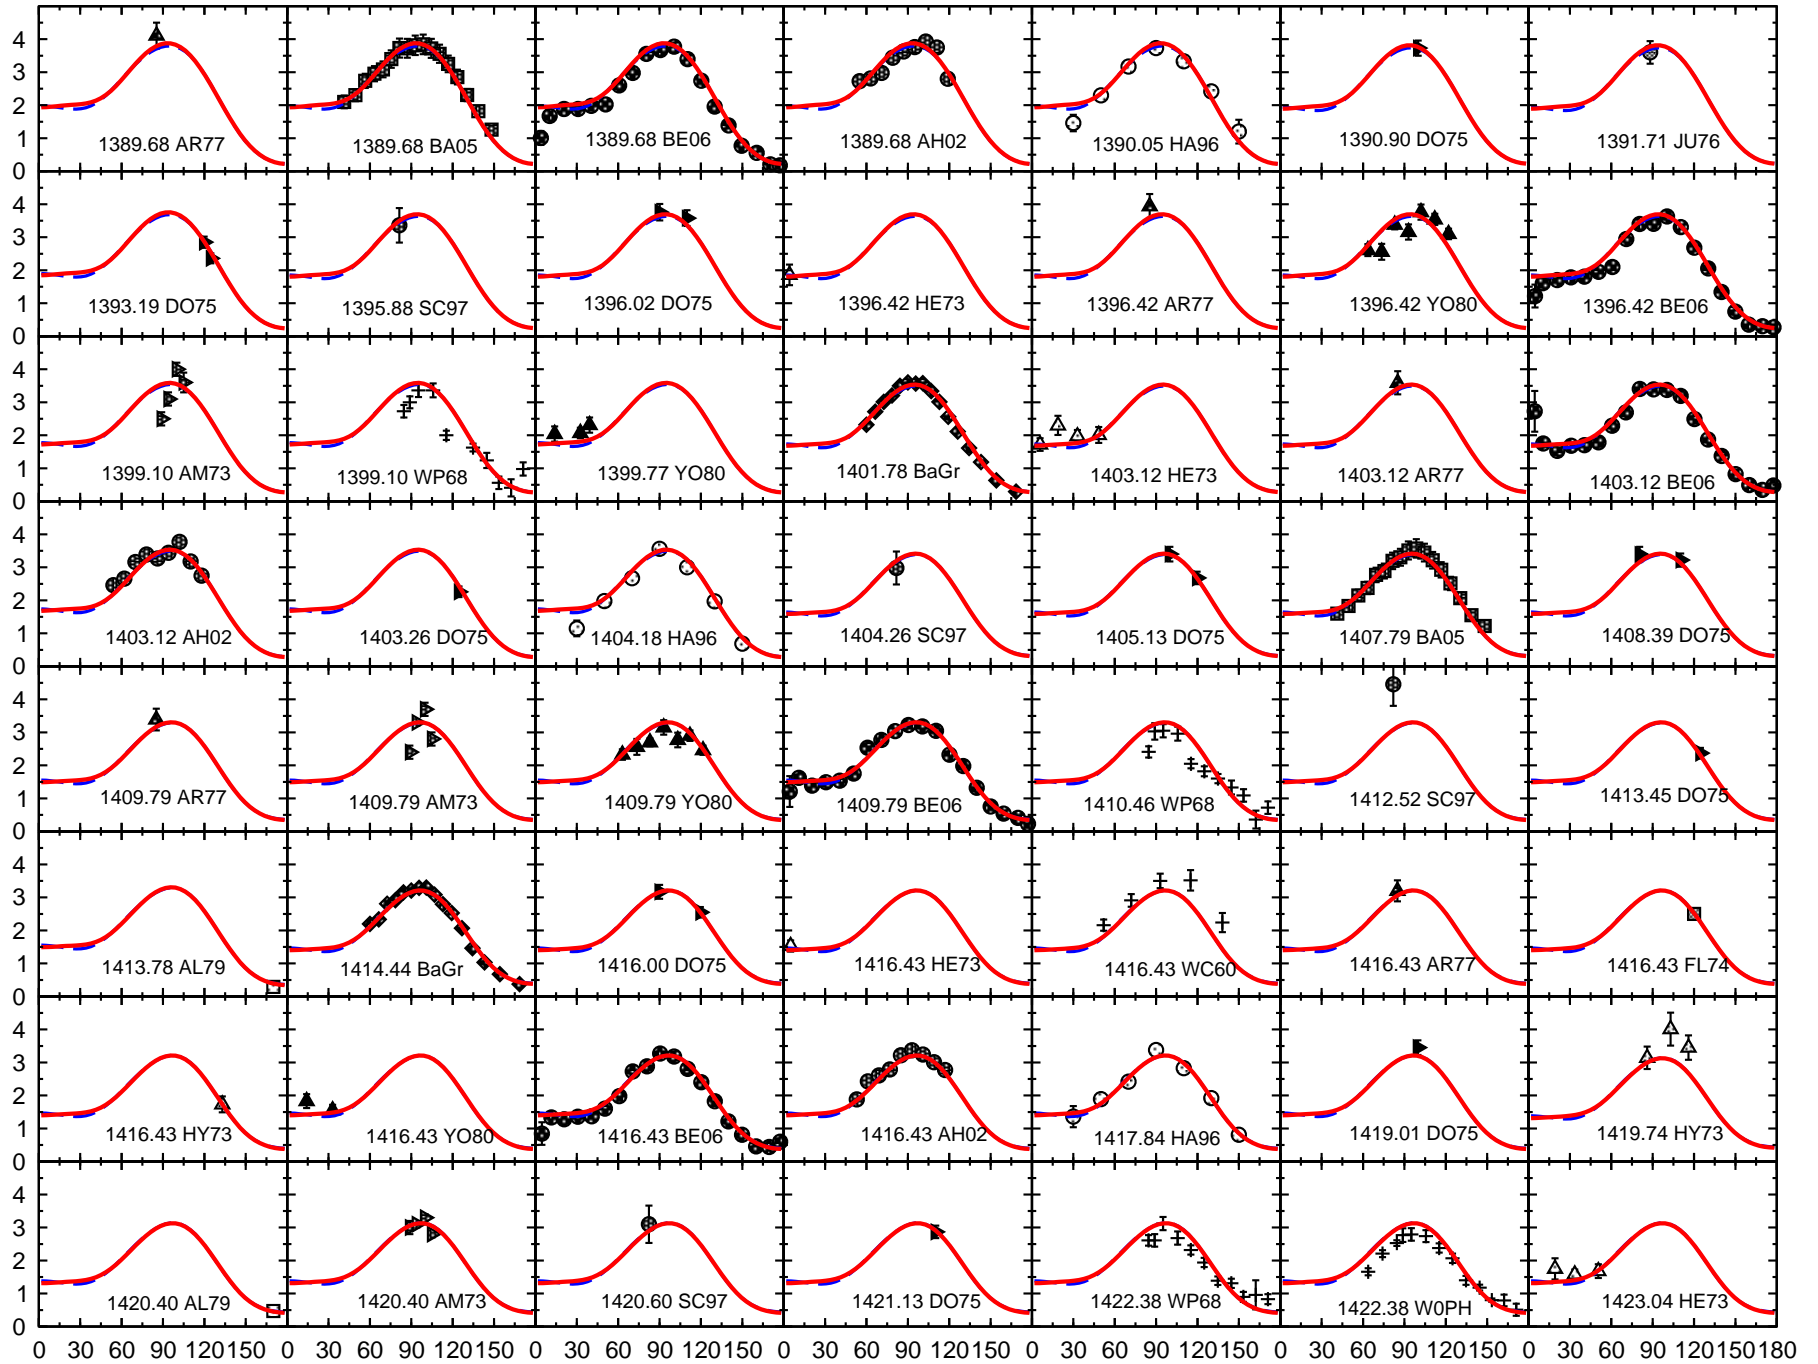 4
3
2
1
0
1389.68 AR77
1389.68 BA05
1389.68 BE06
1389.68 AH02
1390.05 HA96
1390.90 DO75
1391.71 JU76
4
3
2
1
0
1393.19 DO75
1395.88 SC97
1396.02 DO75
1396.42 HE73
1396.42 AR77
1396.42 YO80
1396.42 BE06
4
3
2
1
0
1399.10 AM73
1399.10 WP68
1399.77 YO80
1401.78 BaGr
1403.12 HE73
1403.12 AR77
1403.12 BE06
4
3
2
1
0
1403.12 AH02
1403.26 DO75
1404.18 HA96
1404.26 SC97
1405.13 DO75
1407.79 BA05
1408.39 DO75
4
3
2
1
0
1409.79 AR77
1409.79 AM73
1409.79 YO80
1409.79 BE06
1410.46 WP68
1412.52 SC97
1413.45 DO75
4
3
2
1
0
1413.78 AL79
1414.44 BaGr
1416.00 DO75
1416.43 HE73
1416.43 WC60
1416.43 AR77
1416.43 FL74
4
3
2
1
0
1416.43 HY73
1416.43 YO80
1416.43 BE06
1416.43 AH02
1417.84 HA96
1419.01 DO75
1419.74 HY73
4
3
2
1
0
1420.40 AL79
1420.40 AM73
1420.60 SC97
1421.13 DO75
1422.38 WP68
1422.38 W0PH
1423.04 HE73
0 30 60 90 120150 0 30 60 90 120150 0 30 60 90 120150 0 30 60 90 120150 0 30 60 90 120150 0 30 60 90 120150 0 30 60 90 120150 180